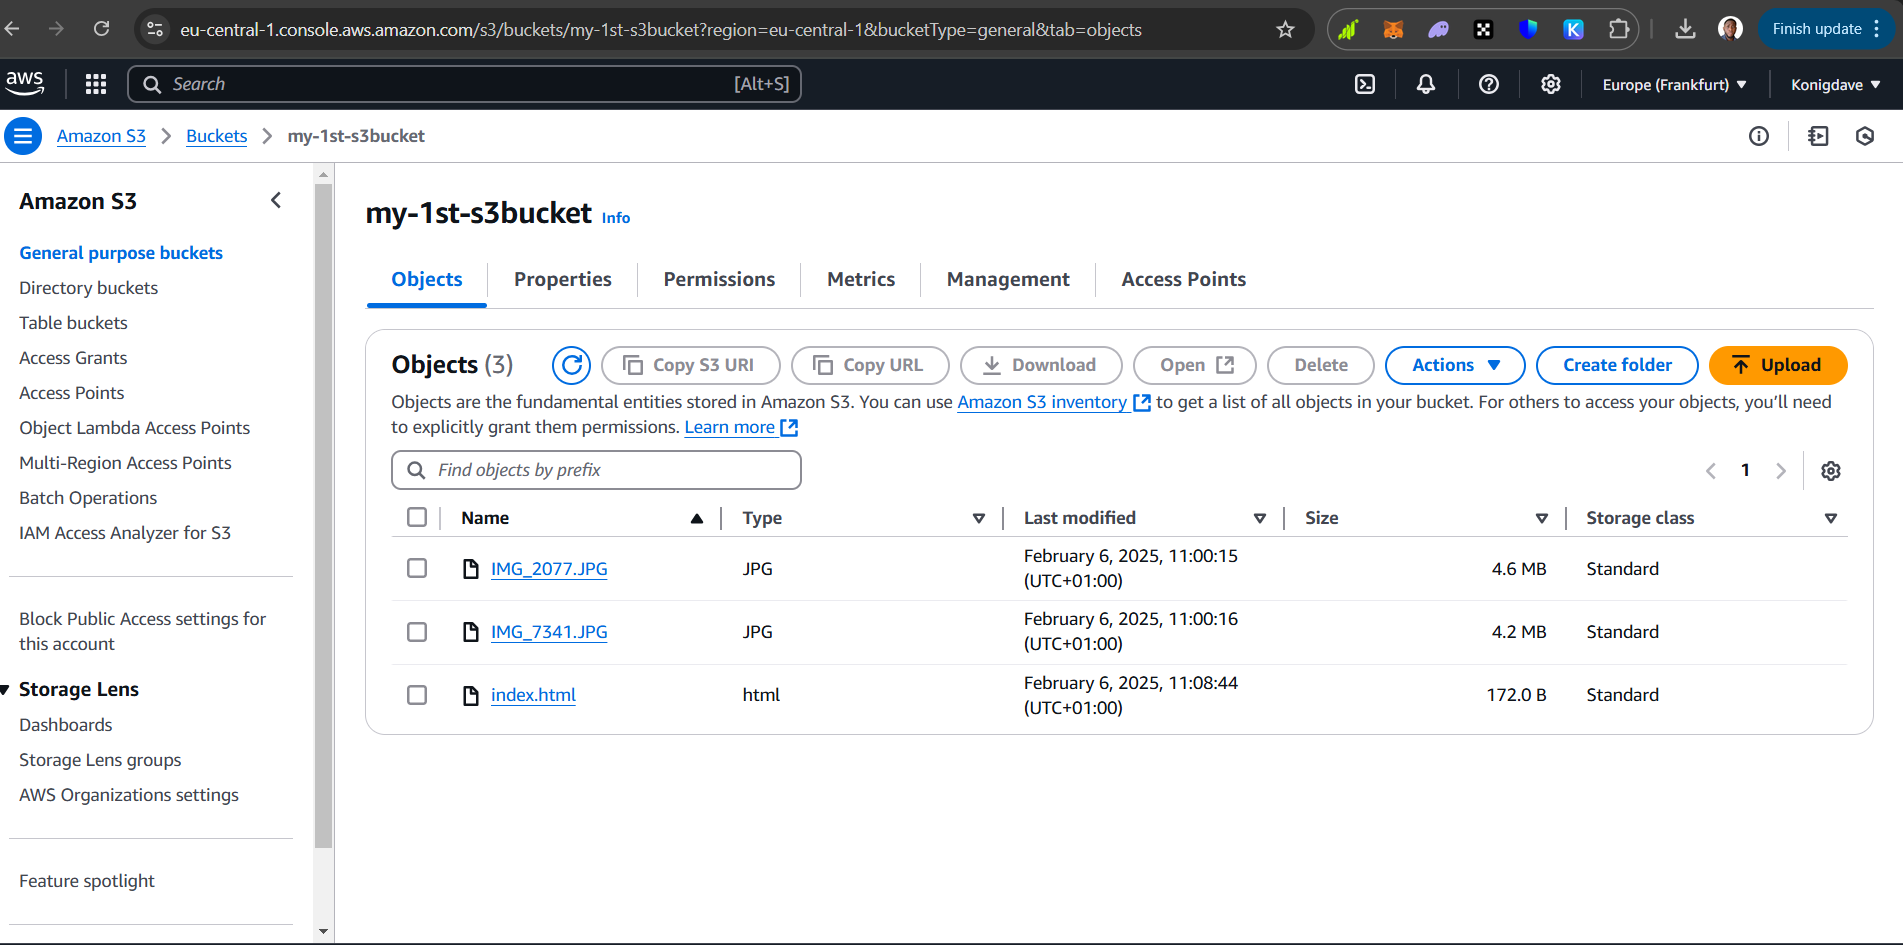 eu-central-1.console.aws.amazon.com/s3/buckets/my-1st-s3bucket?region=eu-central-1&bucketType=general&tab=objects
K
Finish update
aws
Search
[Alt+S]
Europe (Frankfurt)
Konigdave
Amazon S3
Buckets
my-1st-s3bucket
Amazon S3
General purpose buckets
Directory buckets
Table buckets
Access Grants
Access Points
Object Lambda Access Points
Multi-Region Access Points
Batch Operations
IAM Access Analyzer for S3
Block Public Access settings for
this account
Storage Lens
Dashboards
Storage Lens groups
AWS Organizations settings
Feature spotlight
my-1st-s3bucket Info
Objects
Properties
Permissions
Metrics
Management
Access Points
Objects (3)
Copy S3 URI
Copy URL
Download
Open
Delete
Actions
Create folder
Upload
Objects are the fundamental entities stored in Amazon S3. You can use Amazon S3 inventory to get a list of all objects in your bucket. For others to access your objects, you'll need
to explicitly grant them permissions. Learn more
Find objects by prefix
1
Name Type Last modified Size Storage class
IMG_2077.JPG JPG February 6, 2025, 11:00:15 (UTC+01:00) 4.6 MB Standard
IMG_7341.JPG JPG February 6, 2025, 11:00:16 (UTC+01:00) 4.2 MB Standard
index.html html February 6, 2025, 11:08:44 (UTC+01:00) 172.0 B Standard